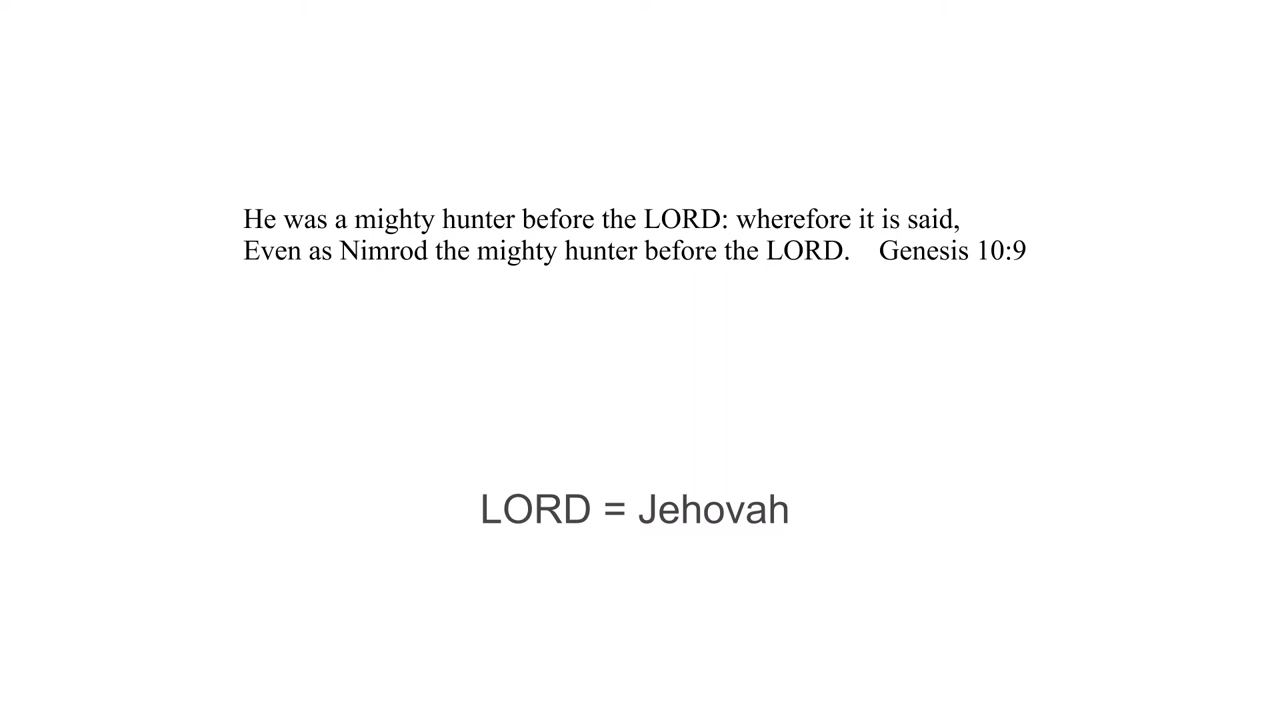 He was a mighty hunter before the LORD: wherefore it is said,
Even as Nimrod the mighty hunter before the LORD. Genesis 10:9
LORD = Jehovah